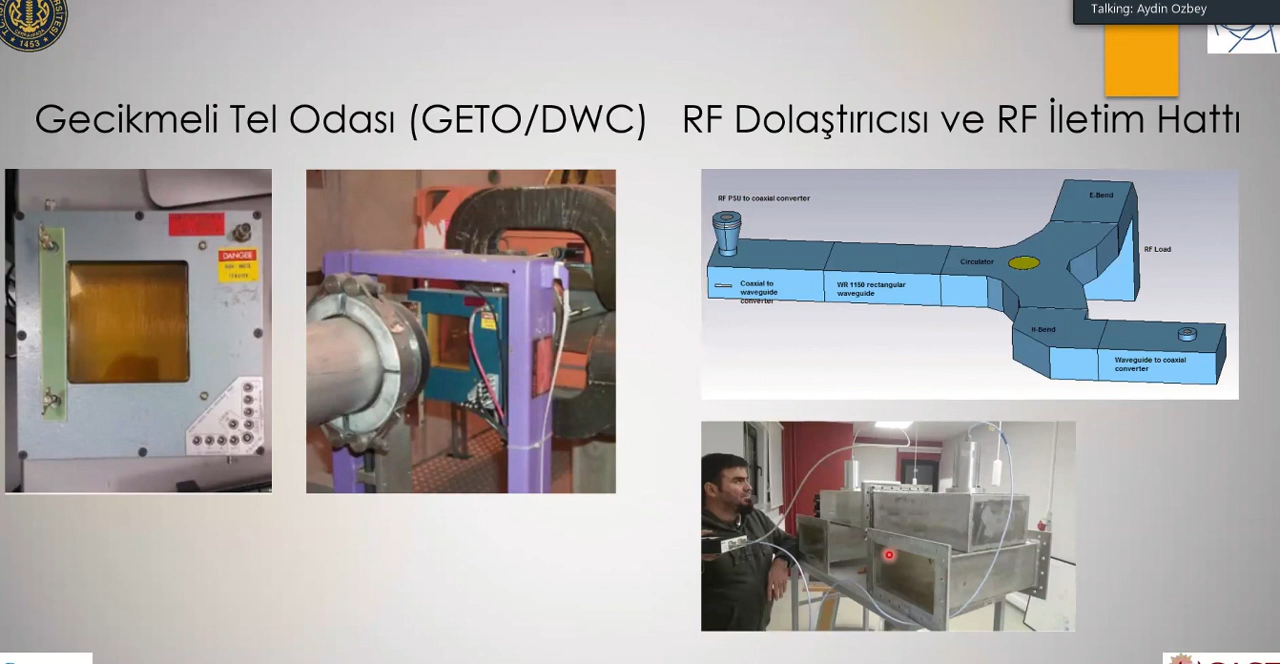 Talking: Aydin Ozbey
1453
Gecikmeli Tel Odası (GETO/DWC)
RF Dolaştırıcısı ve RF İletim Hattı
DANGER
RF PSU to coaxial converter
E.Bend
RF Load
Circulator
Coaxial to
waveguide
converter
WR 1150 rectangular
waveguide
H-Bend
Waveguide to coaxial
converter